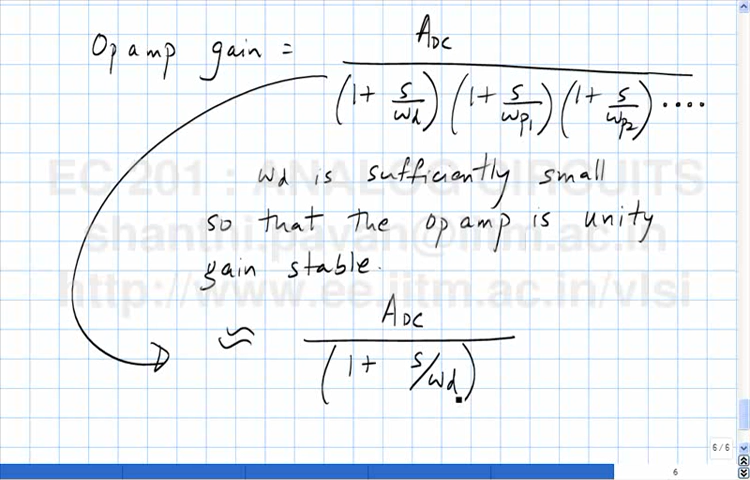 Opamp gain = A_DC / (1 + s/ωd) (1 + s/ωp1) (1 + s/ωp2) ....
EC 201 : ANALOG CIRCUITS
ωd is sufficiently small
so that the opamp is unity
shanthi.pavan@iitm.ac.in
gain stable.
http://www.ee.iitm.ac.in/vlsi
≈ A_DC / (1 + s/ωd)
6/6
6